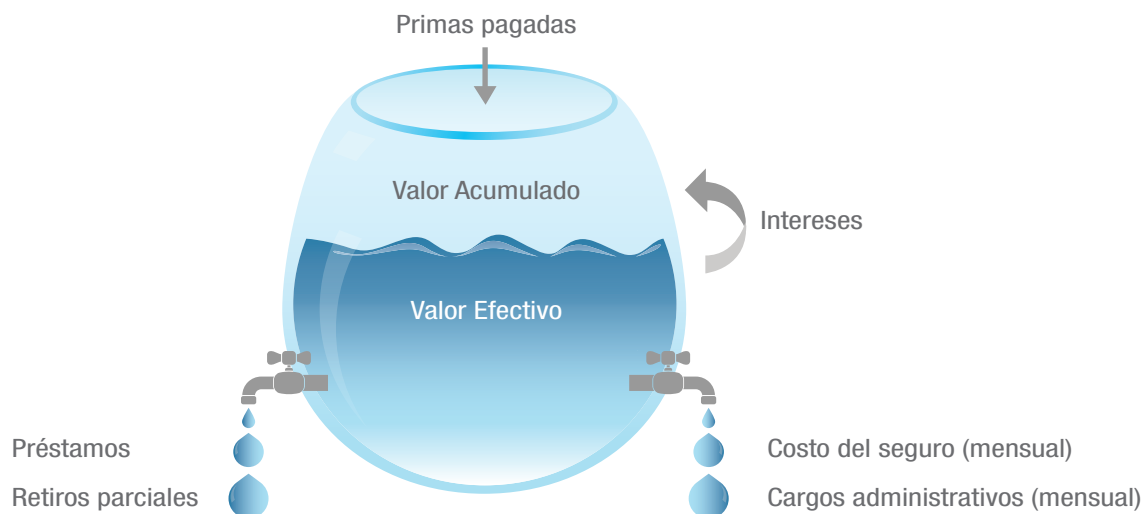 Primas pagadas
Valor Acumulado
Intereses
Valor Efectivo
Préstamos
Retiros parciales
Costo del seguro (mensual)
Cargos administrativos (mensual)